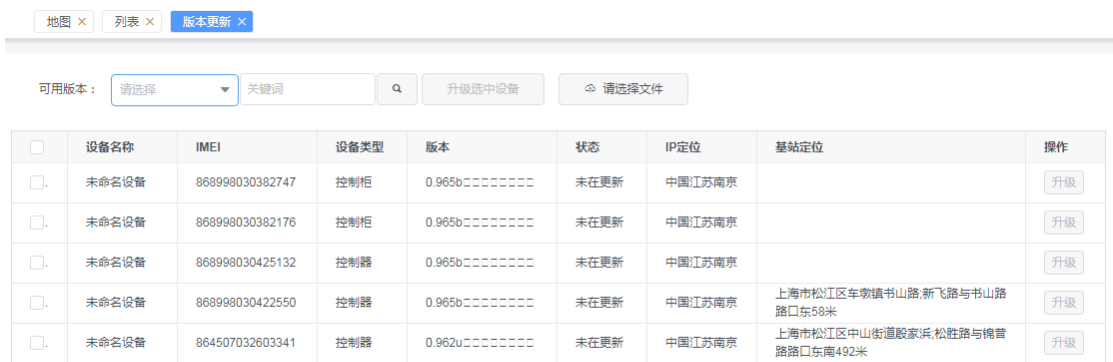 地图 × 列表 × 版本更新 ×
可用版本： 请选择 关键词 升级选中设备 请选择文件
设备名称 IMEI 设备类型 版本 状态 IP定位 基站定位 操作
未命名设备 868998030382747 控制柜 0.965b□□□□□□□□ 未在更新 中国江苏南京 升级
未命名设备 868998030382176 控制柜 0.965b□□□□□□□□ 未在更新 中国江苏南京 升级
未命名设备 868998030425132 控制器 0.965b□□□□□□□□ 未在更新 中国江苏南京 升级
未命名设备 868998030422550 控制器 0.965b□□□□□□□□ 未在更新 中国江苏南京 上海市松江区车墩镇书山路;新飞路与书山路 升级
路口东58米
未命名设备 864507032603341 控制器 0.962u□□□□□□□□ 未在更新 中国江苏南京 上海市松江区中山街道殷家浜;松胜路与锦昔 升级
路路口东南492米